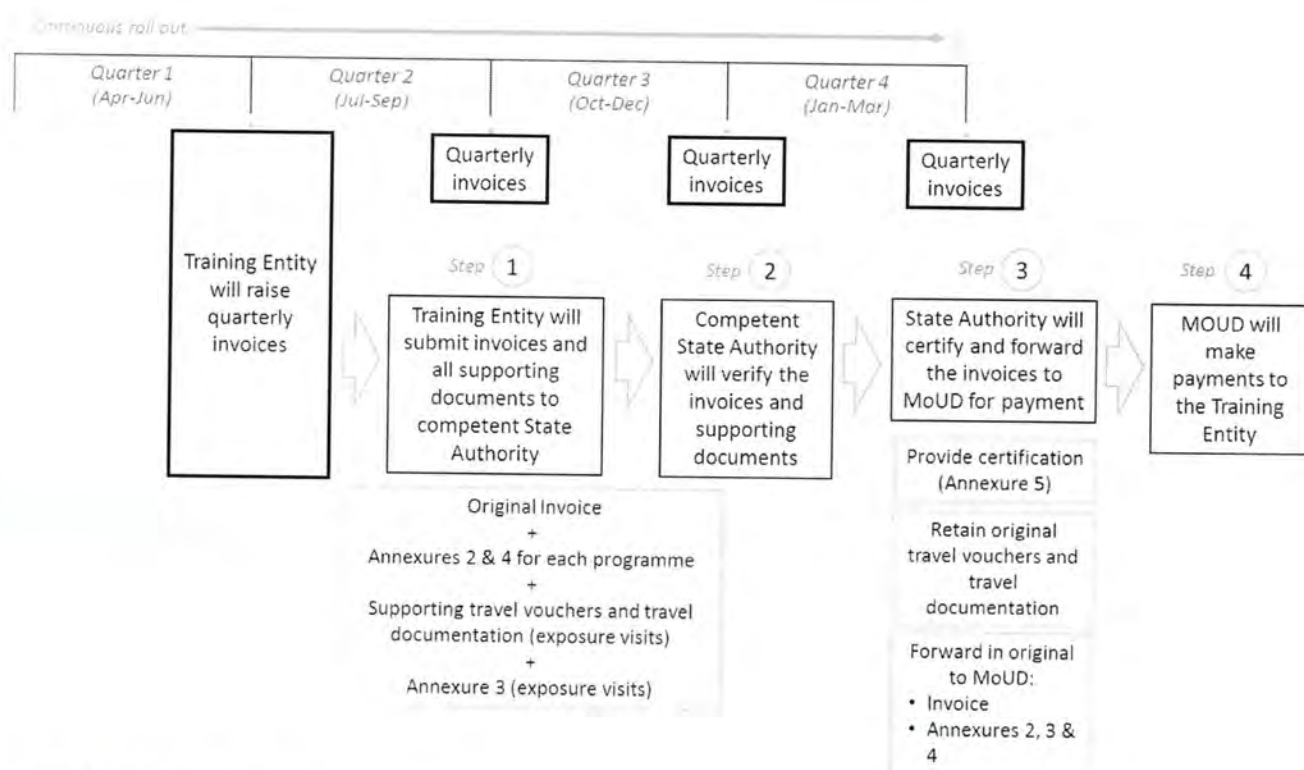 Continuous roll out
Quarter 1
(Apr-Jun)
Quarter 2
(Jul-Sep)
Quarter 3
(Oct-Dec)
Quarter 4
(Jan-Mar)
Quarterly
invoices
Quarterly
invoices
Quarterly
invoices
Training Entity
will raise
quarterly
invoices
Step 1
Training Entity will
submit invoices and
all supporting
documents to
competent State
Authority
Original Invoice
+
Annexures 2 & 4 for each programme
+
Supporting travel vouchers and travel
documentation (exposure visits)
+
Annexure 3 (exposure visits)
Step 2
Competent
State Authority
will verify the
invoices and
supporting
documents
Step 3
State Authority will
certify and forward
the invoices to
MoUD for payment
Provide certification
(Annexure 5)
Retain original
travel vouchers and
travel
documentation
Forward in original
to MoUD:
• Invoice
• Annexures 2, 3 &
4
Step 4
MOUD will
make
payments to
the Training
Entity